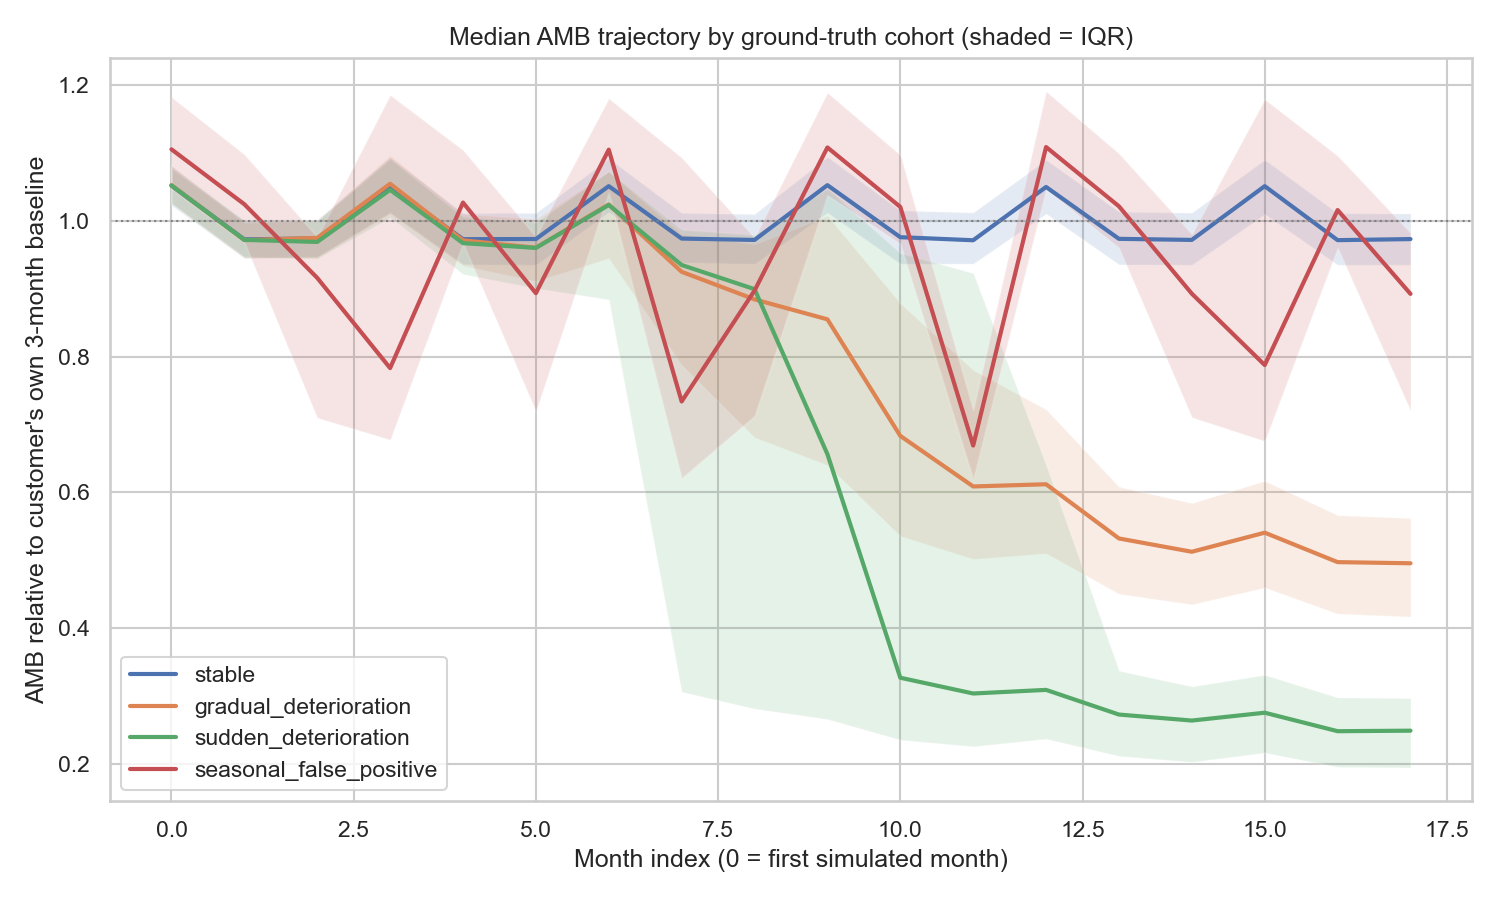 Median AMB trajectory by ground-truth cohort (shaded = IQR)
AMB relative to customer's own 3-month baseline
1.2
1.0
0.8
0.6
0.4
0.2
stable
gradual_deterioration
sudden_deterioration
seasonal_false_positive
0.0 2.5 5.0 7.5 10.0 12.5 15.0 17.5
Month index (0 = first simulated month)